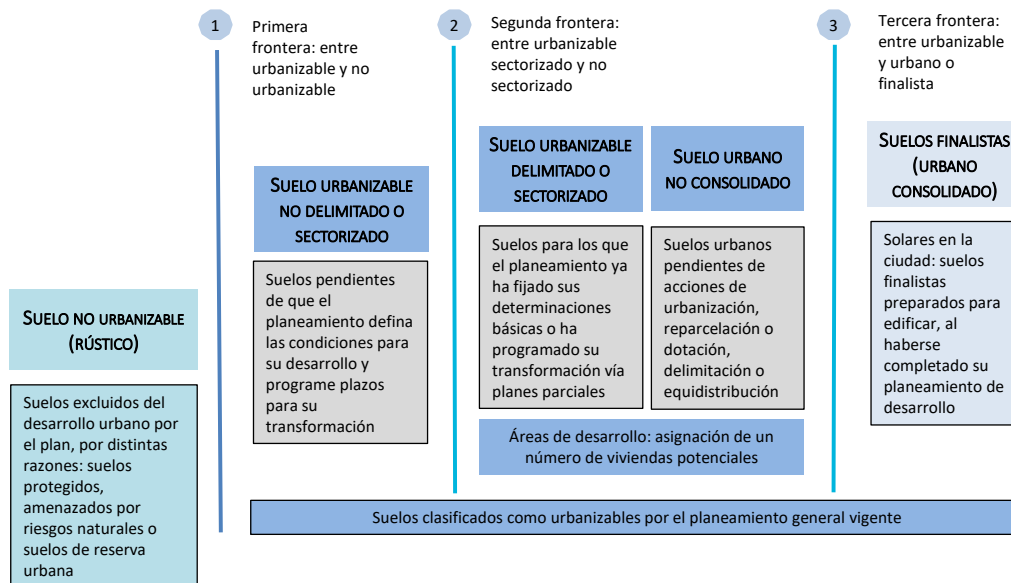 1
Primera
frontera: entre
urbanizable y no
urbanizable
2
Segunda frontera:
entre urbanizable
sectorizado y no
sectorizado
3
Tercera frontera:
entre urbanizable
y urbano o
finalista
SUELO NO URBANIZABLE
(RÚSTICO)
Suelos excluidos del
desarrollo urbano por
el plan, por distintas
razones: suelos
protegidos,
amenazados por
riesgos naturales o
suelos de reserva
urbana
SUELO URBANIZABLE
NO DELIMITADO O
SECTORIZADO
Suelos pendientes
de que el
planeamiento defina
las condiciones para
su desarrollo y
programe plazos
para su
transformación
SUELO URBANIZABLE
DELIMITADO O
SECTORIZADO
Suelos para los que
el planeamiento ya
ha fijado sus
determinaciones
básicas o ha
programado su
transformación vía
planes parciales
SUELO URBANO
NO CONSOLIDADO
Suelos urbanos
pendientes de
acciones de
urbanización,
reparcelación o
dotación,
delimitación o
equidistribución
Áreas de desarrollo: asignación de un
número de viviendas potenciales
SUELOS FINALISTAS
(URBANO
CONSOLIDADO)
Solares en la
ciudad: suelos
finalistas
preparados para
edificar, al
haberse
completado su
planeamiento de
desarrollo
Suelos clasificados como urbanizables por el planeamiento general vigente